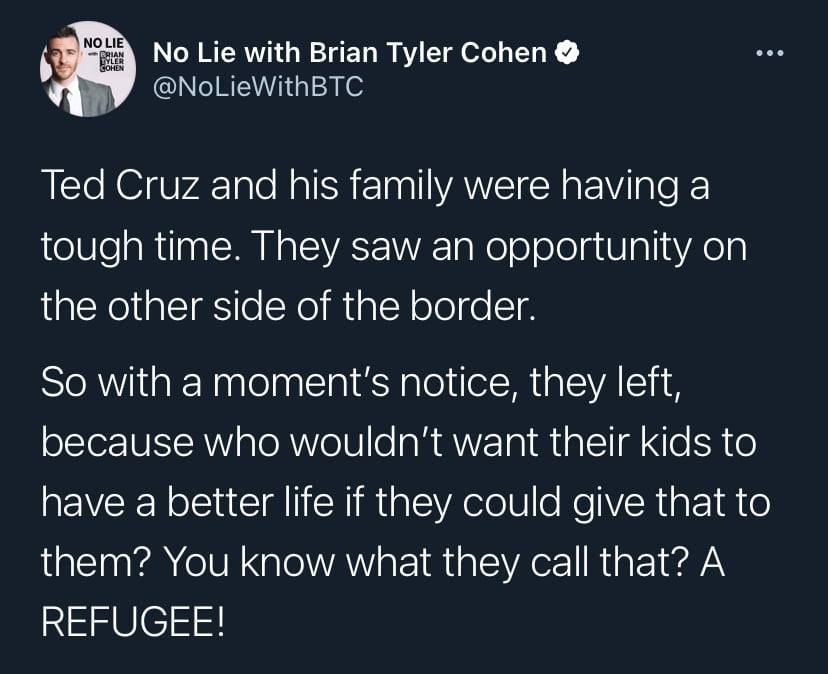 NO LIE
with BRIAN
TYLER
COHEN
No Lie with Brian Tyler Cohen
@NoLieWithBTC
Ted Cruz and his family were having a
tough time. They saw an opportunity on
the other side of the border.
So with a moment’s notice, they left,
because who wouldn’t want their kids to
have a better life if they could give that to
them? You know what they call that? A
REFUGEE!